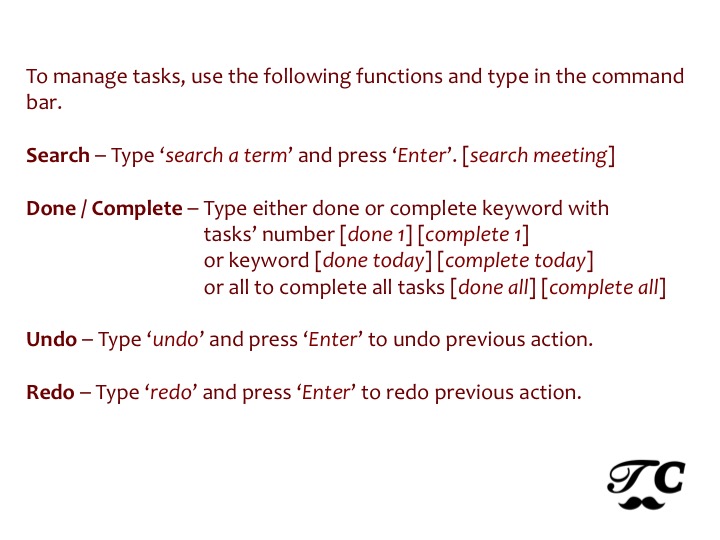 To manage tasks, use the following functions and type in the command
bar.
Search – Type ‘search a term’ and press ‘Enter’. [search meeting]
Done / Complete – Type either done or complete keyword with
tasks’ number [done 1] [complete 1]
or keyword [done today] [complete today]
or all to complete all tasks [done all] [complete all]
Undo – Type ‘undo’ and press ‘Enter’ to undo previous action.
Redo – Type ‘redo’ and press ‘Enter’ to redo previous action.
TC